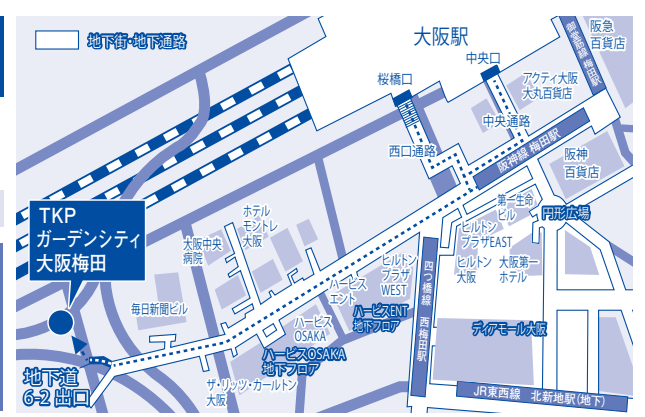 地下街・地下通路
大阪駅
中央口
桜橋口
御堂筋線 梅田駅
阪急
百貨店
アクティ大阪
大丸百貨店
中央通路
西口通路
阪神線 梅田駅
阪神
百貨店
TKP
ガーデンシティ
大阪梅田
ホテル
モントレ
大阪
大阪中央
病院
第一生命
ビル
円形広場
ヒルトン
プラザEAST
ヒルトン
プラザ
WEST
ヒルトン
大阪
大阪第一
ホテル
四つ橋線 西梅田駅
毎日新聞ビル
ハービス
エント
ハービスENT
地下フロア
ハービス
OSAKA
ハービスOSAKA
地下フロア
ディアモール大阪
地下道
6-2 出口
ザ・リッツ・カールトン
大阪
JR東西線 北新地駅(地下)